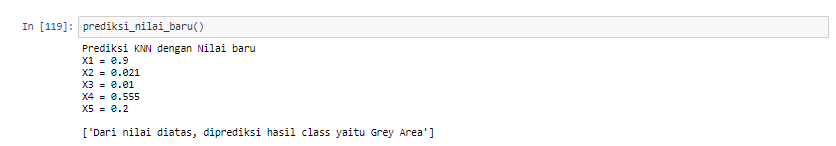 In [119]: prediksi_nilai_baru()
Prediksi KNN dengan Nilai baru
X1 = 0.9
X2 = 0.021
X3 = 0.01
X4 = 0.555
X5 = 0.2
['Dari nilai diatas, diprediksi hasil class yaitu Grey Area']